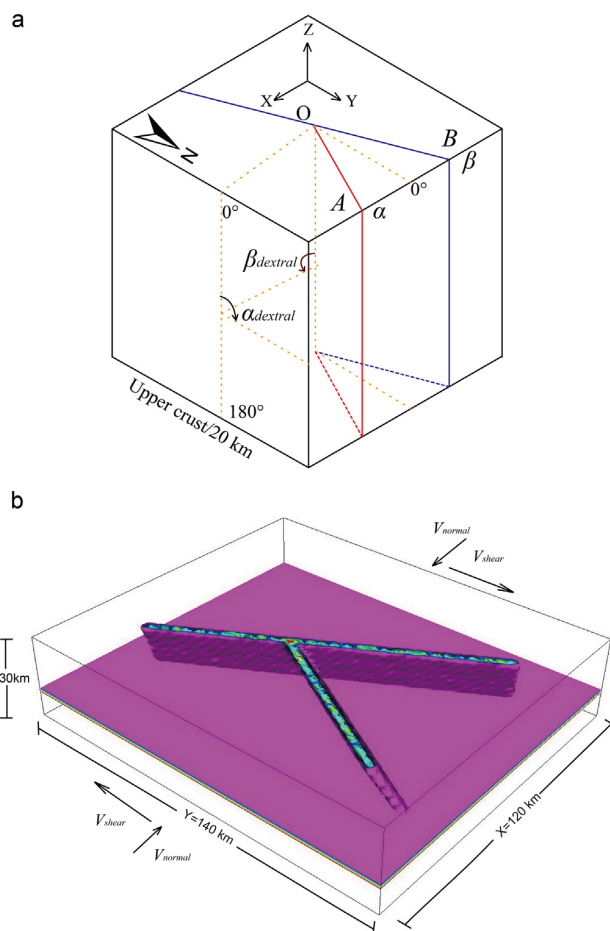 a
Z
X
Y
O
N
B
β
0°
A
α
0°
βdextral
αdextral
180°
Upper crust/20 km
b
Vnormal
Vshear
30km
Vshear
Y=140 km
X=120 km
Vnormal